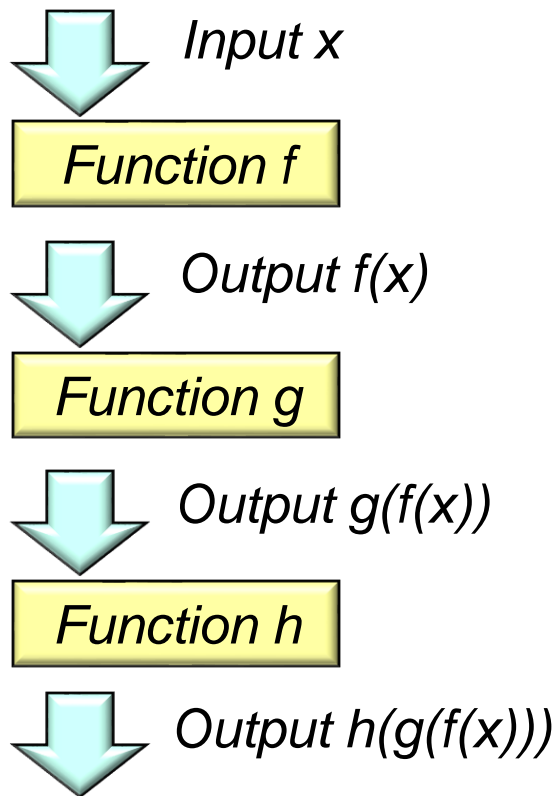 Input x
Function f
Output f(x)
Function g
Output g(f(x))
Function h
Output h(g(f(x)))